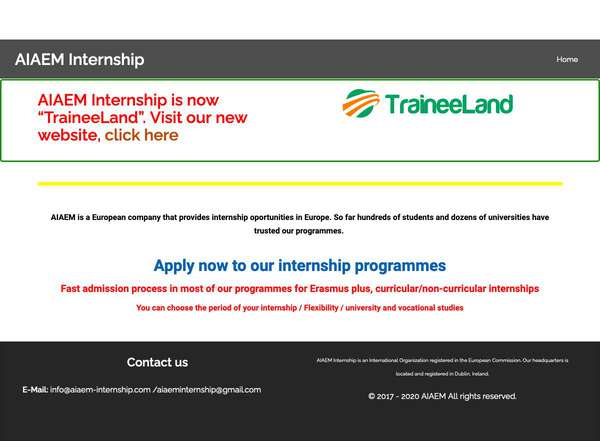 AIAEM Internship
Home
AIAEM Internship is now
“TraineeLand”. Visit our new
website, click here
TraineeLand
AIAEM is a European company that provides internship oportunities in Europe. So far hundreds of students and dozens of universities have
trusted our programmes.
Apply now to our internship programmes
Fast admission process in most of our programmes for Erasmus plus, curricular/non-curricular internships
You can choose the period of your internship / Flexibility / university and vocational studies
Contact us
E-Mail: info@aiaem-internship.com /aiaeminternship@gmail.com
AIAEM Internship is an International Organization registered in the European Commission. Our headquarters is
located and registered in Dublin, Ireland.
© 2017 - 2020 AIAEM All rights reserved.